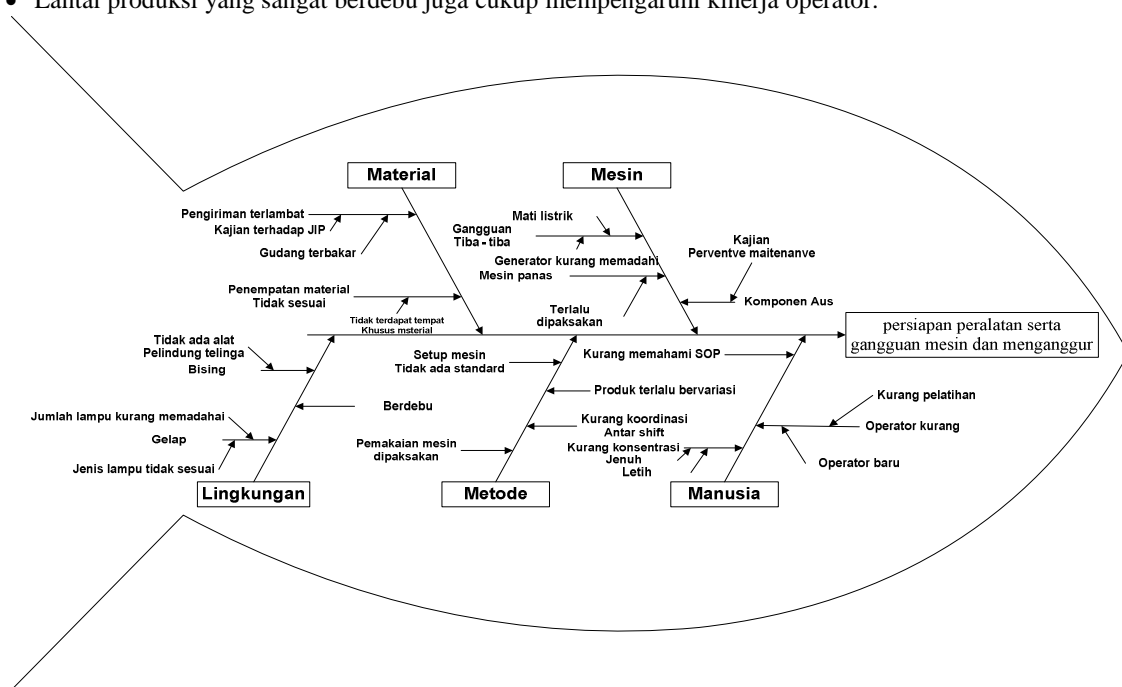 • Lantai produksi yang sangat berdebu juga cukup mempengaruhi kinerja operator.
Material
Mesin
Pengiriman terlambat
Kajian terhadap JIP
Gudang terbakar
Penempatan material
Tidak sesuai
Tidak terdapat tempat
Khusus msterial
Mati listrik
Gangguan
Tiba - tiba
Generator kurang memadahi
Mesin panas
Terlalu
dipaksakan
Kajian
Perventve maitenanve
Komponen Aus
persiapan peralatan serta
gangguan mesin dan menganggur
Tidak ada alat
Pelindung telinga
Bising
Berdebu
Jumlah lampu kurang memadahai
Gelap
Jenis lampu tidak sesuai
Setup mesin
Tidak ada standard
Produk terlalu bervariasi
Kurang koordinasi
Antar shift
Pemakaian mesin
dipaksakan
Kurang memahami SOP
Kurang konsentrasi
Jenuh
Letih
Kurang pelatihan
Operator kurang
Operator baru
Lingkungan
Metode
Manusia